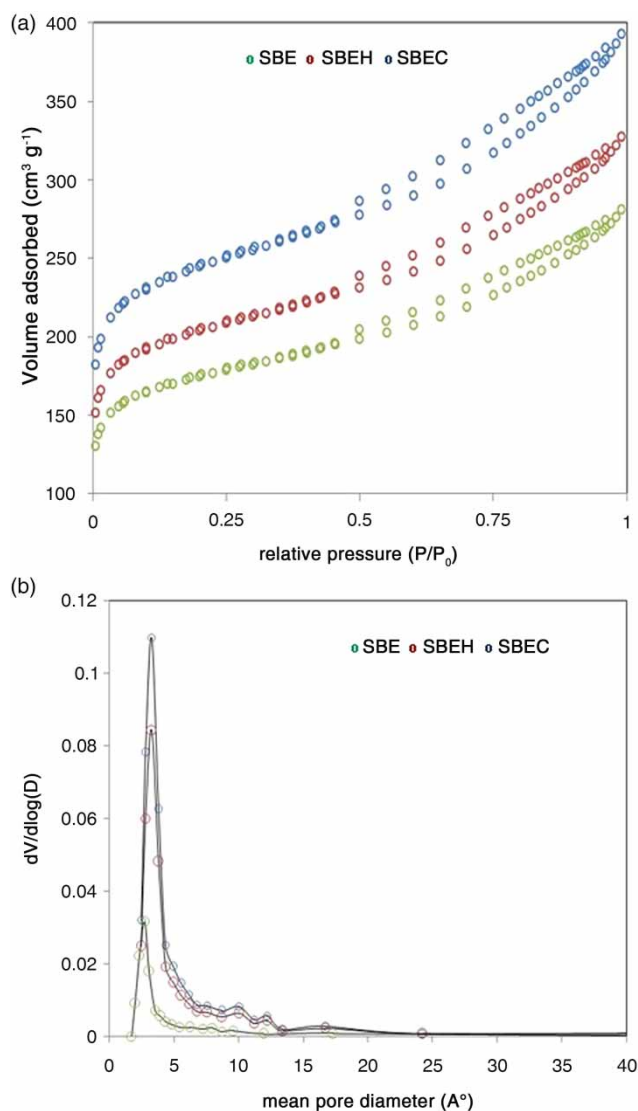 (a)
400
350
300
250
200
150
100
Volume adsorbed (cm³ g⁻¹)
SBE SBEH SBEC
0 0.25 0.50 0.75 1
relative pressure (P/P₀)
(b)
0.12
0.1
0.08
0.06
0.04
0.02
0
dV/dlog(D)
SBE SBEH SBEC
0 5 10 15 20 25 30 35 40
mean pore diameter (A°)